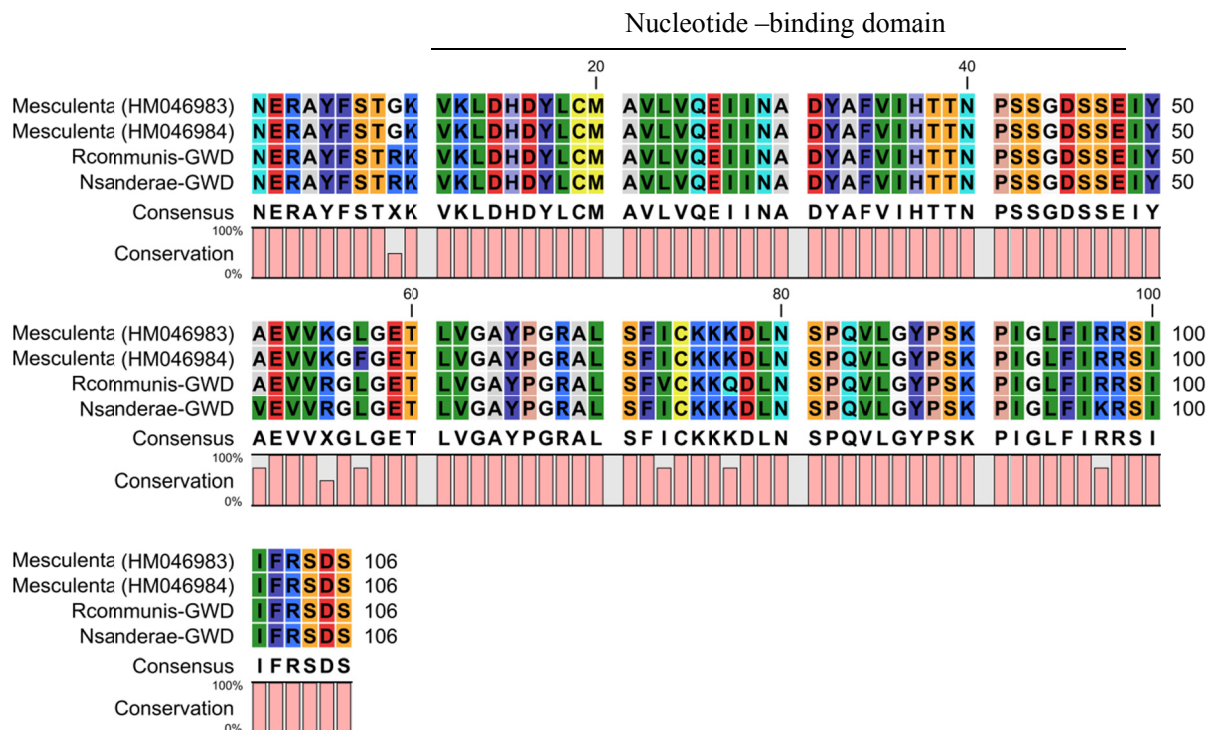 Nucleotide –binding domain
20 40
Mesculenta (HM046983) NERAYFSTGK VKLDHDYLCM AVLVQEIINA DYAFVIHTTN PSSGDSSEIY 50
Mesculenta (HM046984) NERAYFSTGK VKLDHDYLCM AVLVQEIINA DYAFVIHTTN PSSGDSSEIY 50
Rcommunis-GWD NERAYFSTRK VKLDHDYLCM AVLVQEIINA DYAFVIHTTN PSSGDSSEIY 50
Nsanderae-GWD NERAYFSTRK VKLDHDYLCM AVLVQEIINA DYAFVIHTTN PSSGDSSEIY 50
Consensus NERAYFSTXK VKLDHDYLCM AVLVQEIINA DYAFVIHTTN PSSGDSSEIY
100%
Conservation
0%
60 80 100
Mesculenta (HM046983) AEVVKGLGET LVGAYPGRAL SFICKKKDLN SPQVLGYPSK PIGLFIRRSI 100
Mesculenta (HM046984) AEVVKGFGET LVGAYPGRAL SFICKKKDLN SPQVLGYPSK PIGLFIRRSI 100
Rcommunis-GWD AEVVRGLGET LVGAYPGRAL SFVCKKQDLN SPQVLGYPSK PIGLFIRRSI 100
Nsanderae-GWD VEVVRGLGET LVGAYPGRAL SFICKKKDLN SPQVLGYPSK PIGLFIKRSI 100
Consensus AEVVXGLGET LVGAYPGRAL SFICKKKDLN SPQVLGYPSK PIGLFIRRSI
100%
Conservation
0%
Mesculenta (HM046983) IFRSDS 106
Mesculenta (HM046984) IFRSDS 106
Rcommunis-GWD IFRSDS 106
Nsanderae-GWD IFRSDS 106
Consensus IFRSDS
100%
Conservation
0%